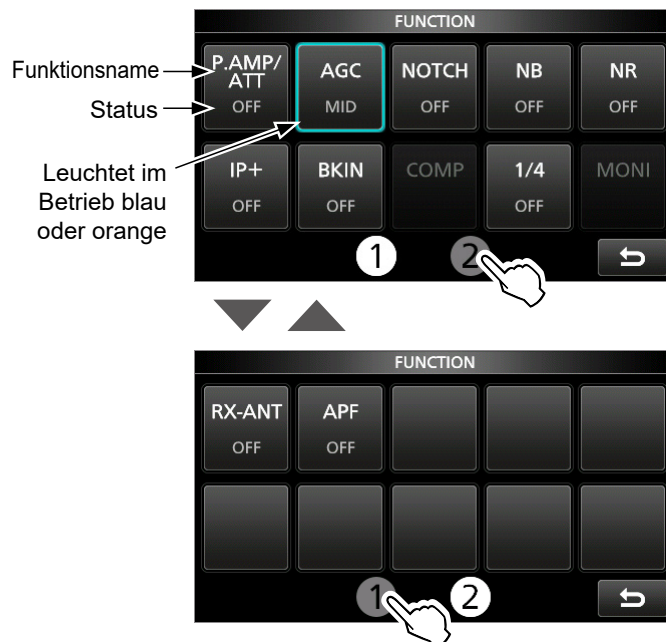 FUNCTION
Funktionsname
P.AMP/
ATT
AGC
NOTCH
NB
NR
Status
OFF
MID
OFF
OFF
OFF
Leuchtet im
Betrieb blau
oder orange
IP+
BKIN
COMP
1/4
MONI
OFF
OFF
OFF
1
2
FUNCTION
RX-ANT
APF
OFF
OFF
1
2